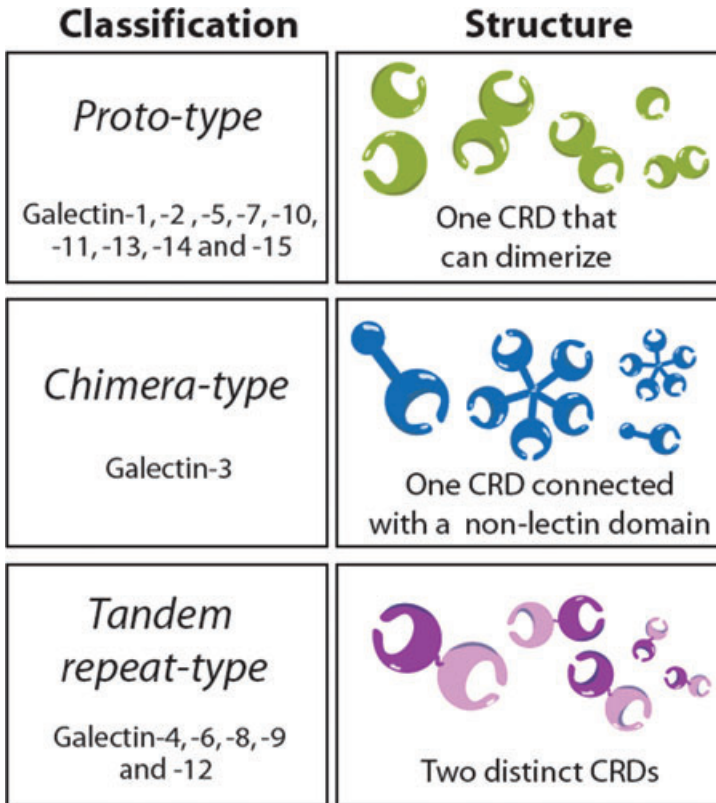 Classification
Structure
Proto-type
Galectin-1, -2 , -5, -7, -10,
-11, -13, -14 and -15
One CRD that
can dimerize
Chimera-type
Galectin-3
One CRD connected
with a  non-lectin domain
Tandem
repeat-type
Galectin-4, -6, -8, -9
and -12
Two distinct CRDs